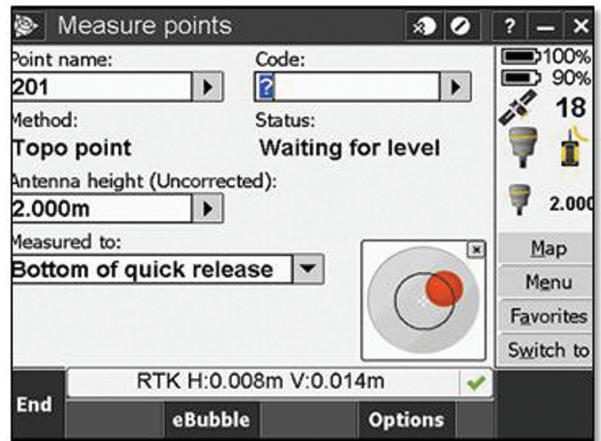 Measure points
? – ×
Point name:
Code:
100%
90%
201
?
18
Method:
Status:
Topo point
Waiting for level
Antenna height (Uncorrected):
2.000m
2.000
Measured to:
Bottom of quick release
Map
Menu
Favorites
Switch to
RTK H:0.008m V:0.014m
End
eBubble
Options